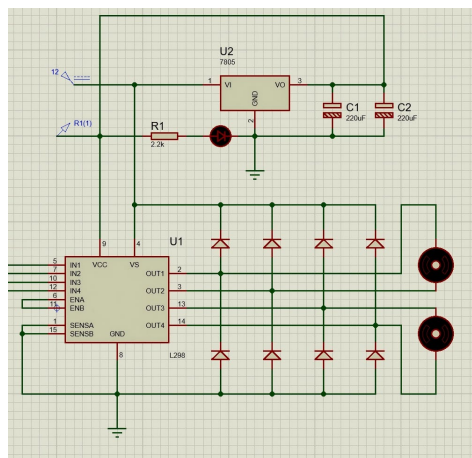 U2
7805
12
1
VI
VO
3
GND
2
C1
220uF
C2
220uF
R1(1)
R1
2.2k
9
4
U1
5
IN1
VCC
VS
7
IN2
OUT1
2
10
IN3
12
IN4
OUT2
3
6
ENA
11
ENB
OUT3
13
1
SENSA
OUT4
14
15
SENSB
GND
8
L298